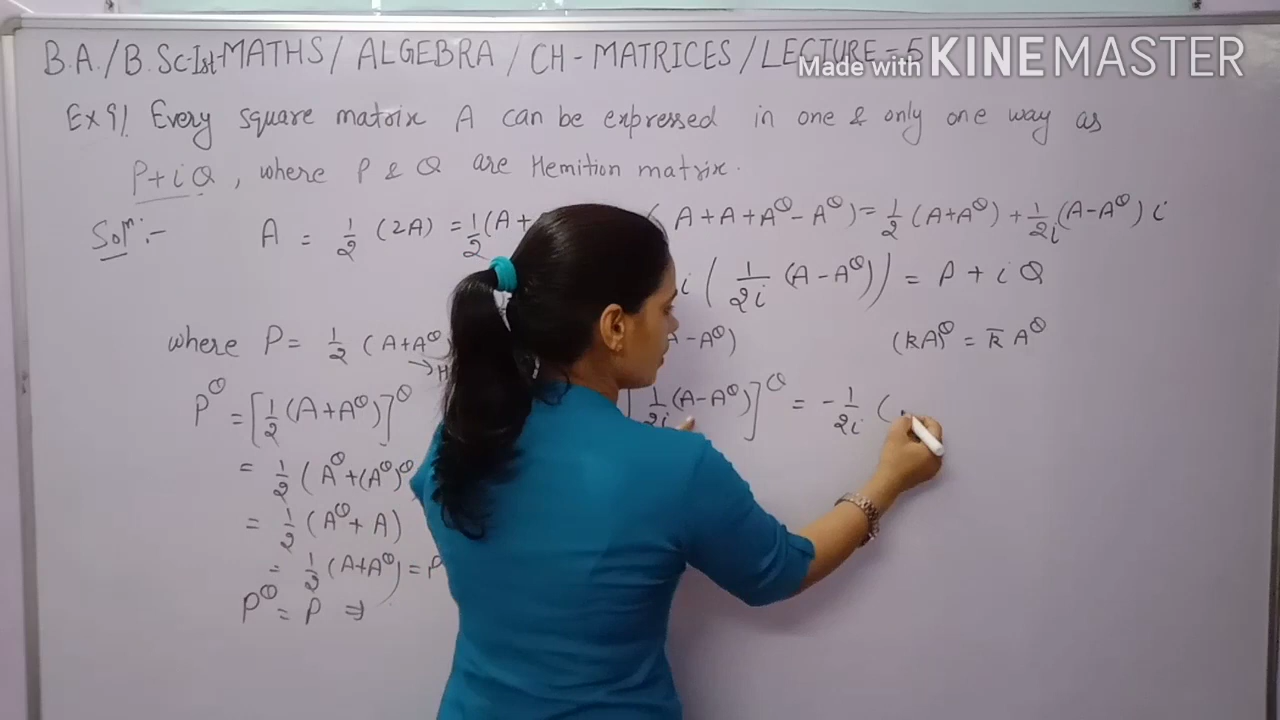 B.A./B.Sc-Ist-MATHS/ ALGEBRA / CH - MATRICES / LECTURE = 5
Made with KINEMASTER
Ex 9/ Every square matrix A can be expressed in one & only one way as
P + i Q , where P & Q are Hemition matrix.
Solⁿ:- A = 1/2 (2A) = 1/2 (A + ( A + A + A^θ - A^θ) = 1/2 (A+A^θ) + 1/2i (A - A^θ) i
i ( 1/2i (A - A^θ)) = P + i Q
where P = 1/2 (A+A^θ) A - A^θ) (kA)^θ = k̄ A^θ
→ H
P^θ = [1/2 (A + A^θ)]^θ [1/2i (A - A^θ)]^θ = - 1/2i (
= 1/2 (A^θ + (A^θ)^θ
= 1/2 (A^θ + A)
= 1/2 (A+A^θ) = P
P^θ = P ⇒